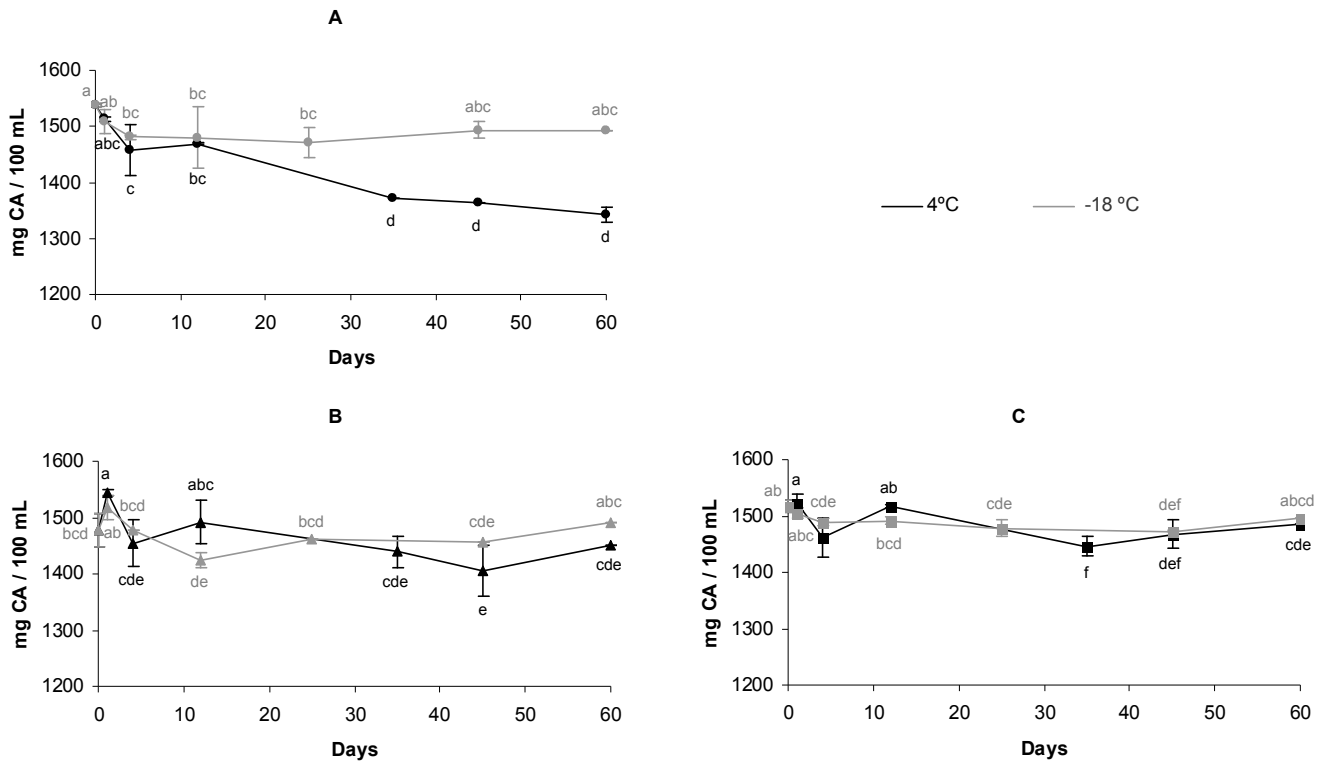 A
mg CA / 100 mL
1600
1500
1400
1300
1200
a
ab
abc
bc
c
bc
bc
bc
d
abc
d
abc
d
0 10 20 30 40 50 60
Days
4ºC
-18 ºC
B
mg CA / 100 mL
1600
1500
1400
1300
1200
bcd
a
ab
bcd
cde
abc
de
bcd
cde
cde
e
abc
cde
0 10 20 30 40 50 60
Days
C
mg CA / 100 mL
1600
1500
1400
1300
1200
ab
a
abc
cde
ab
bcd
cde
f
def
def
abcd
cde
0 10 20 30 40 50 60
Days